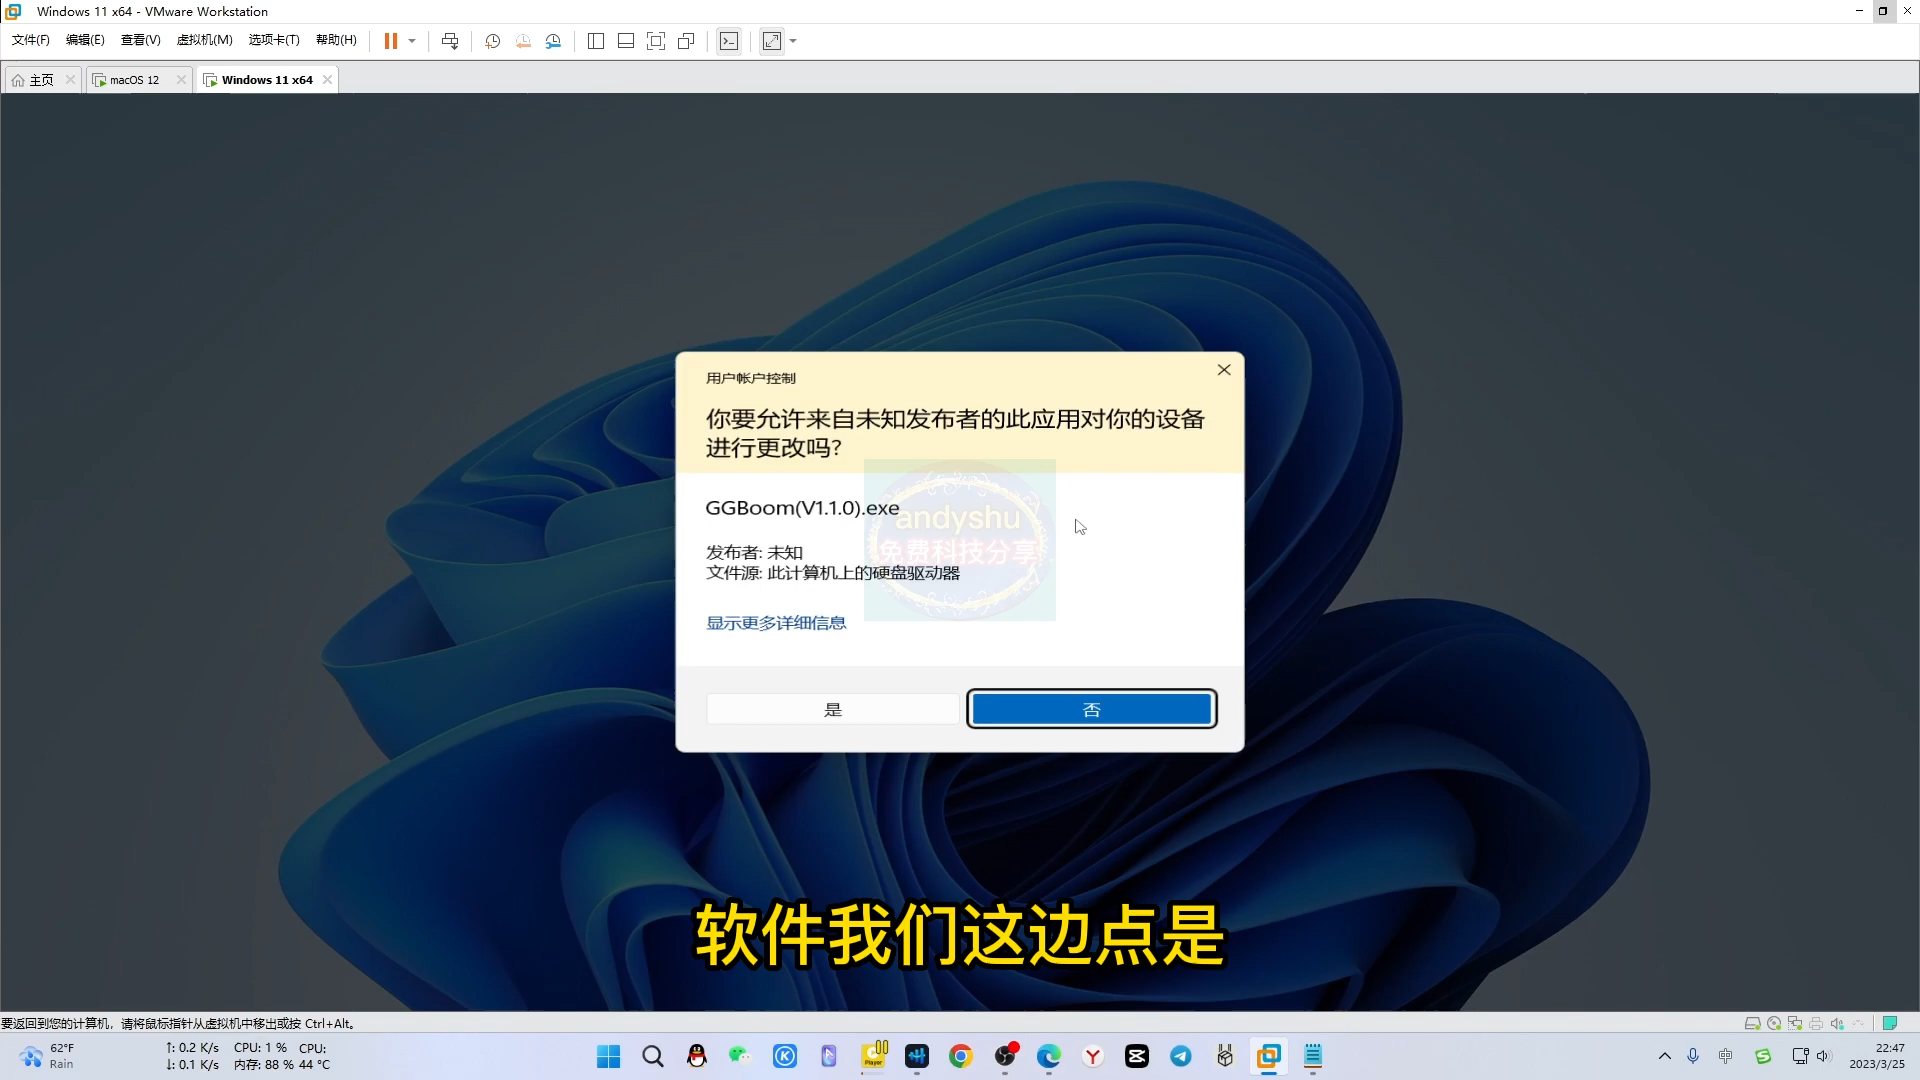 Windows 11 x64 - VMware Workstation
文件(F) 编辑(E) 查看(V) 虚拟机(M) 选项卡(T) 帮助(H)
主页 macOS 12 Windows 11 x64
用户帐户控制
你要允许来自未知发布者的此应用对你的设备
进行更改吗?
GGBoom(V1.1.0).exe
andyshu
免费科技分享
发布者: 未知
文件源: 此计算机上的硬盘驱动器
显示更多详细信息
是 否
软件我们这边点是
要返回到您的计算机，请将鼠标指针从虚拟机中移出或按 Ctrl+Alt。
62°F
Rain
↑: 0.2 K/s CPU: 1 % CPU:
↓: 0.1 K/s 内存: 88 % 44 °C
Player
中
22:47
2023/3/25